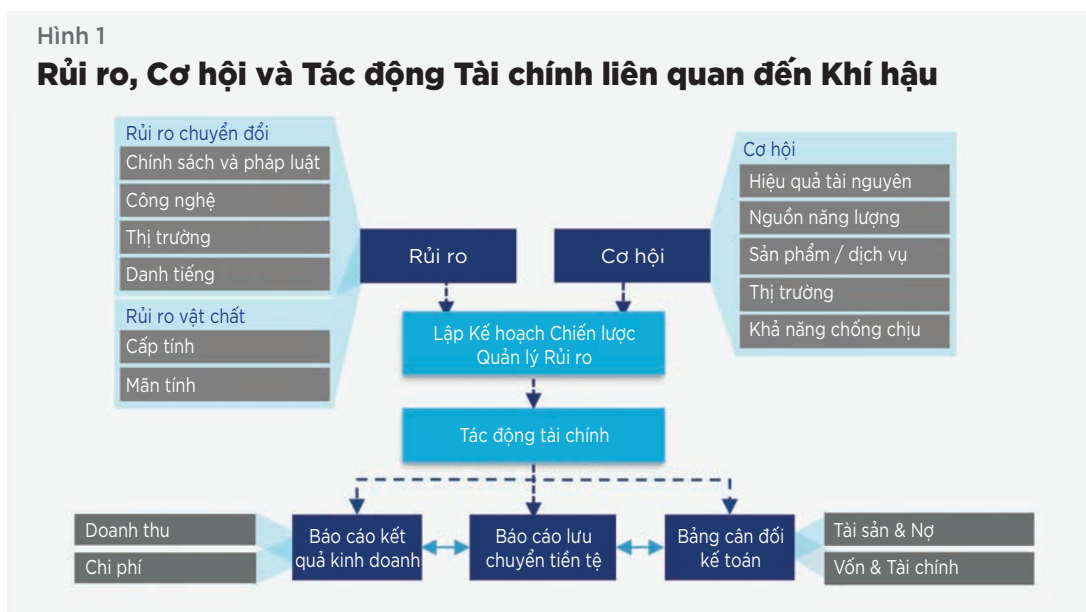 Hình 1
Rủi ro, Cơ hội và Tác động Tài chính liên quan đến Khí hậu
Rủi ro chuyển đổi
Chính sách và pháp luật
Công nghệ
Thị trường
Danh tiếng
Rủi ro vật chất
Cấp tính
Mãn tính
Rủi ro
Cơ hội
Cơ hội
Hiệu quả tài nguyên
Nguồn năng lượng
Sản phẩm / dịch vụ
Thị trường
Khả năng chống chịu
Lập Kế hoạch Chiến lược
Quản lý Rủi ro
Tác động tài chính
Doanh thu
Chi phí
Báo cáo kết
quả kinh doanh
Báo cáo lưu
chuyển tiền tệ
Bảng cân đối
kế toán
Tài sản & Nợ
Vốn & Tài chính